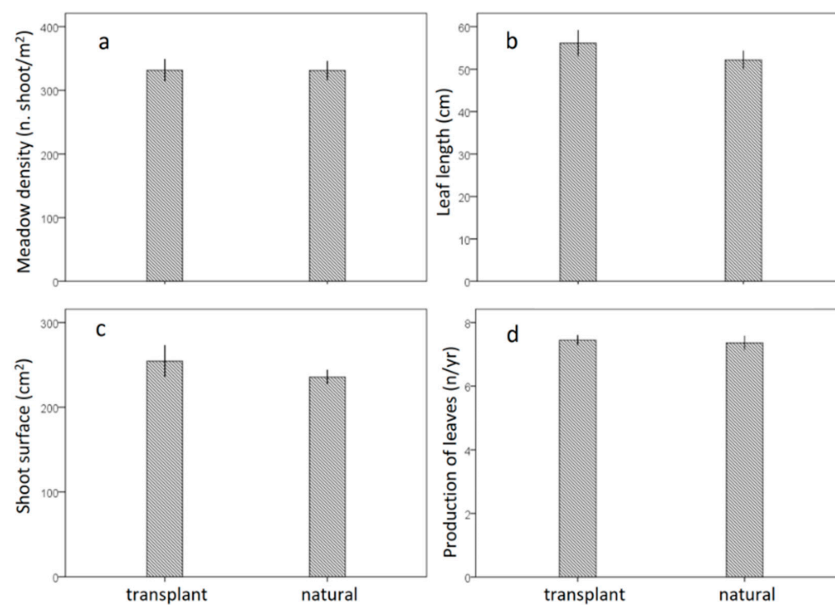 a
Meadow density (n. shoot/m²)
400
300
200
100
0
b
Leaf length (cm)
60
50
40
30
20
10
0
c
Shoot surface (cm²)
300
200
100
0
transplant natural
d
Production of leaves (n/yr)
8
6
4
2
0
transplant natural